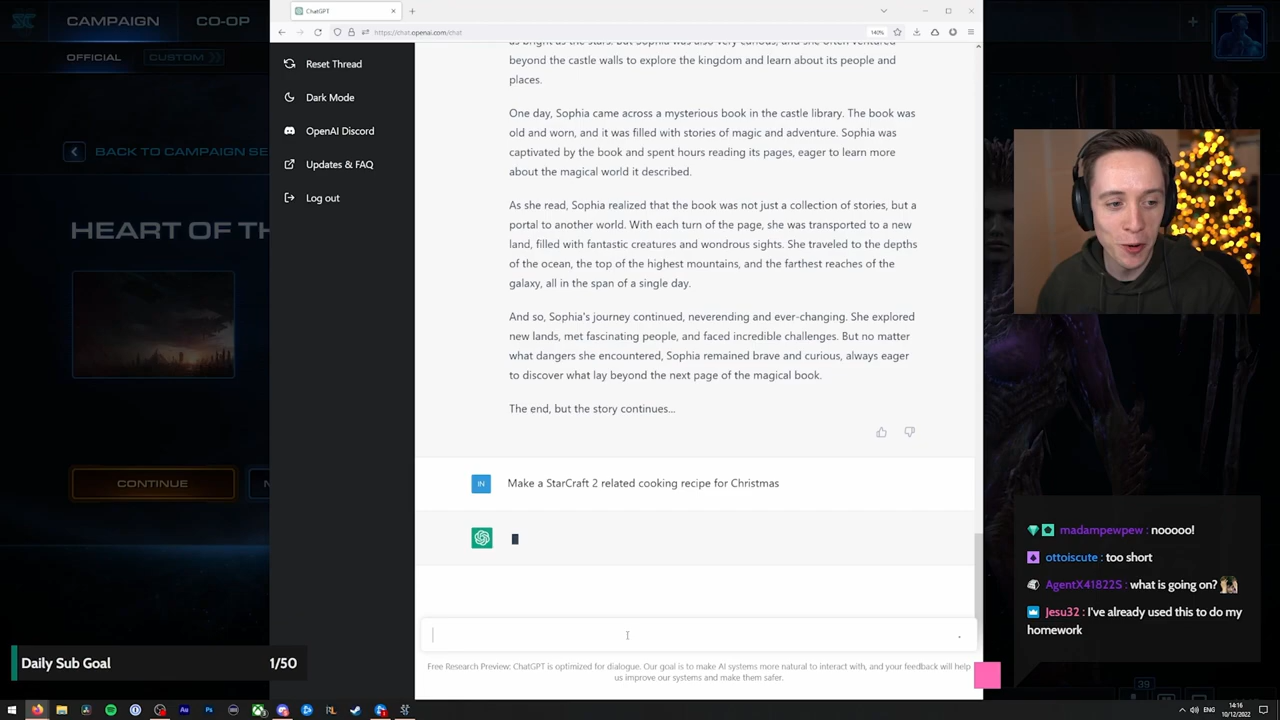 CAMPAIGN
CO-OP
OFFICIAL
CUSTOM
BACK TO CAMPAIGN SE
HEART OF TH
CONTINUE
Daily Sub Goal
1/50
ChatGPT
https://chat.openai.com/chat
140%
Reset Thread
Dark Mode
OpenAI Discord
Updates & FAQ
Log out
as bright as the stars. But Sophia was also very curious, and she often ventured
beyond the castle walls to explore the kingdom and learn about its people and
places.
One day, Sophia came across a mysterious book in the castle library. The book was
old and worn, and it was filled with stories of magic and adventure. Sophia was
captivated by the book and spent hours reading its pages, eager to learn more
about the magical world it described.
As she read, Sophia realized that the book was not just a collection of stories, but a
portal to another world. With each turn of the page, she was transported to a new
land, filled with fantastic creatures and wondrous sights. She traveled to the depths
of the ocean, the top of the highest mountains, and the farthest reaches of the
galaxy, all in the span of a single day.
And so, Sophia's journey continued, neverending and ever-changing. She explored
new lands, met fascinating people, and faced incredible challenges. But no matter
what dangers she encountered, Sophia remained brave and curious, always eager
to discover what lay beyond the next page of the magical book.
The end, but the story continues...
IN
Make a StarCraft 2 related cooking recipe for Christmas
Free Research Preview: ChatGPT is optimized for dialogue. Our goal is to make AI systems more natural to interact with, and your feedback will help
us improve our systems and make them safer.
madampewpew : nooooo!
ottoiscute : too short
AgentX41822S : what is going on?
Jesu32 : I've already used this to do my
homework
39
ENG
14:16
10/12/2022